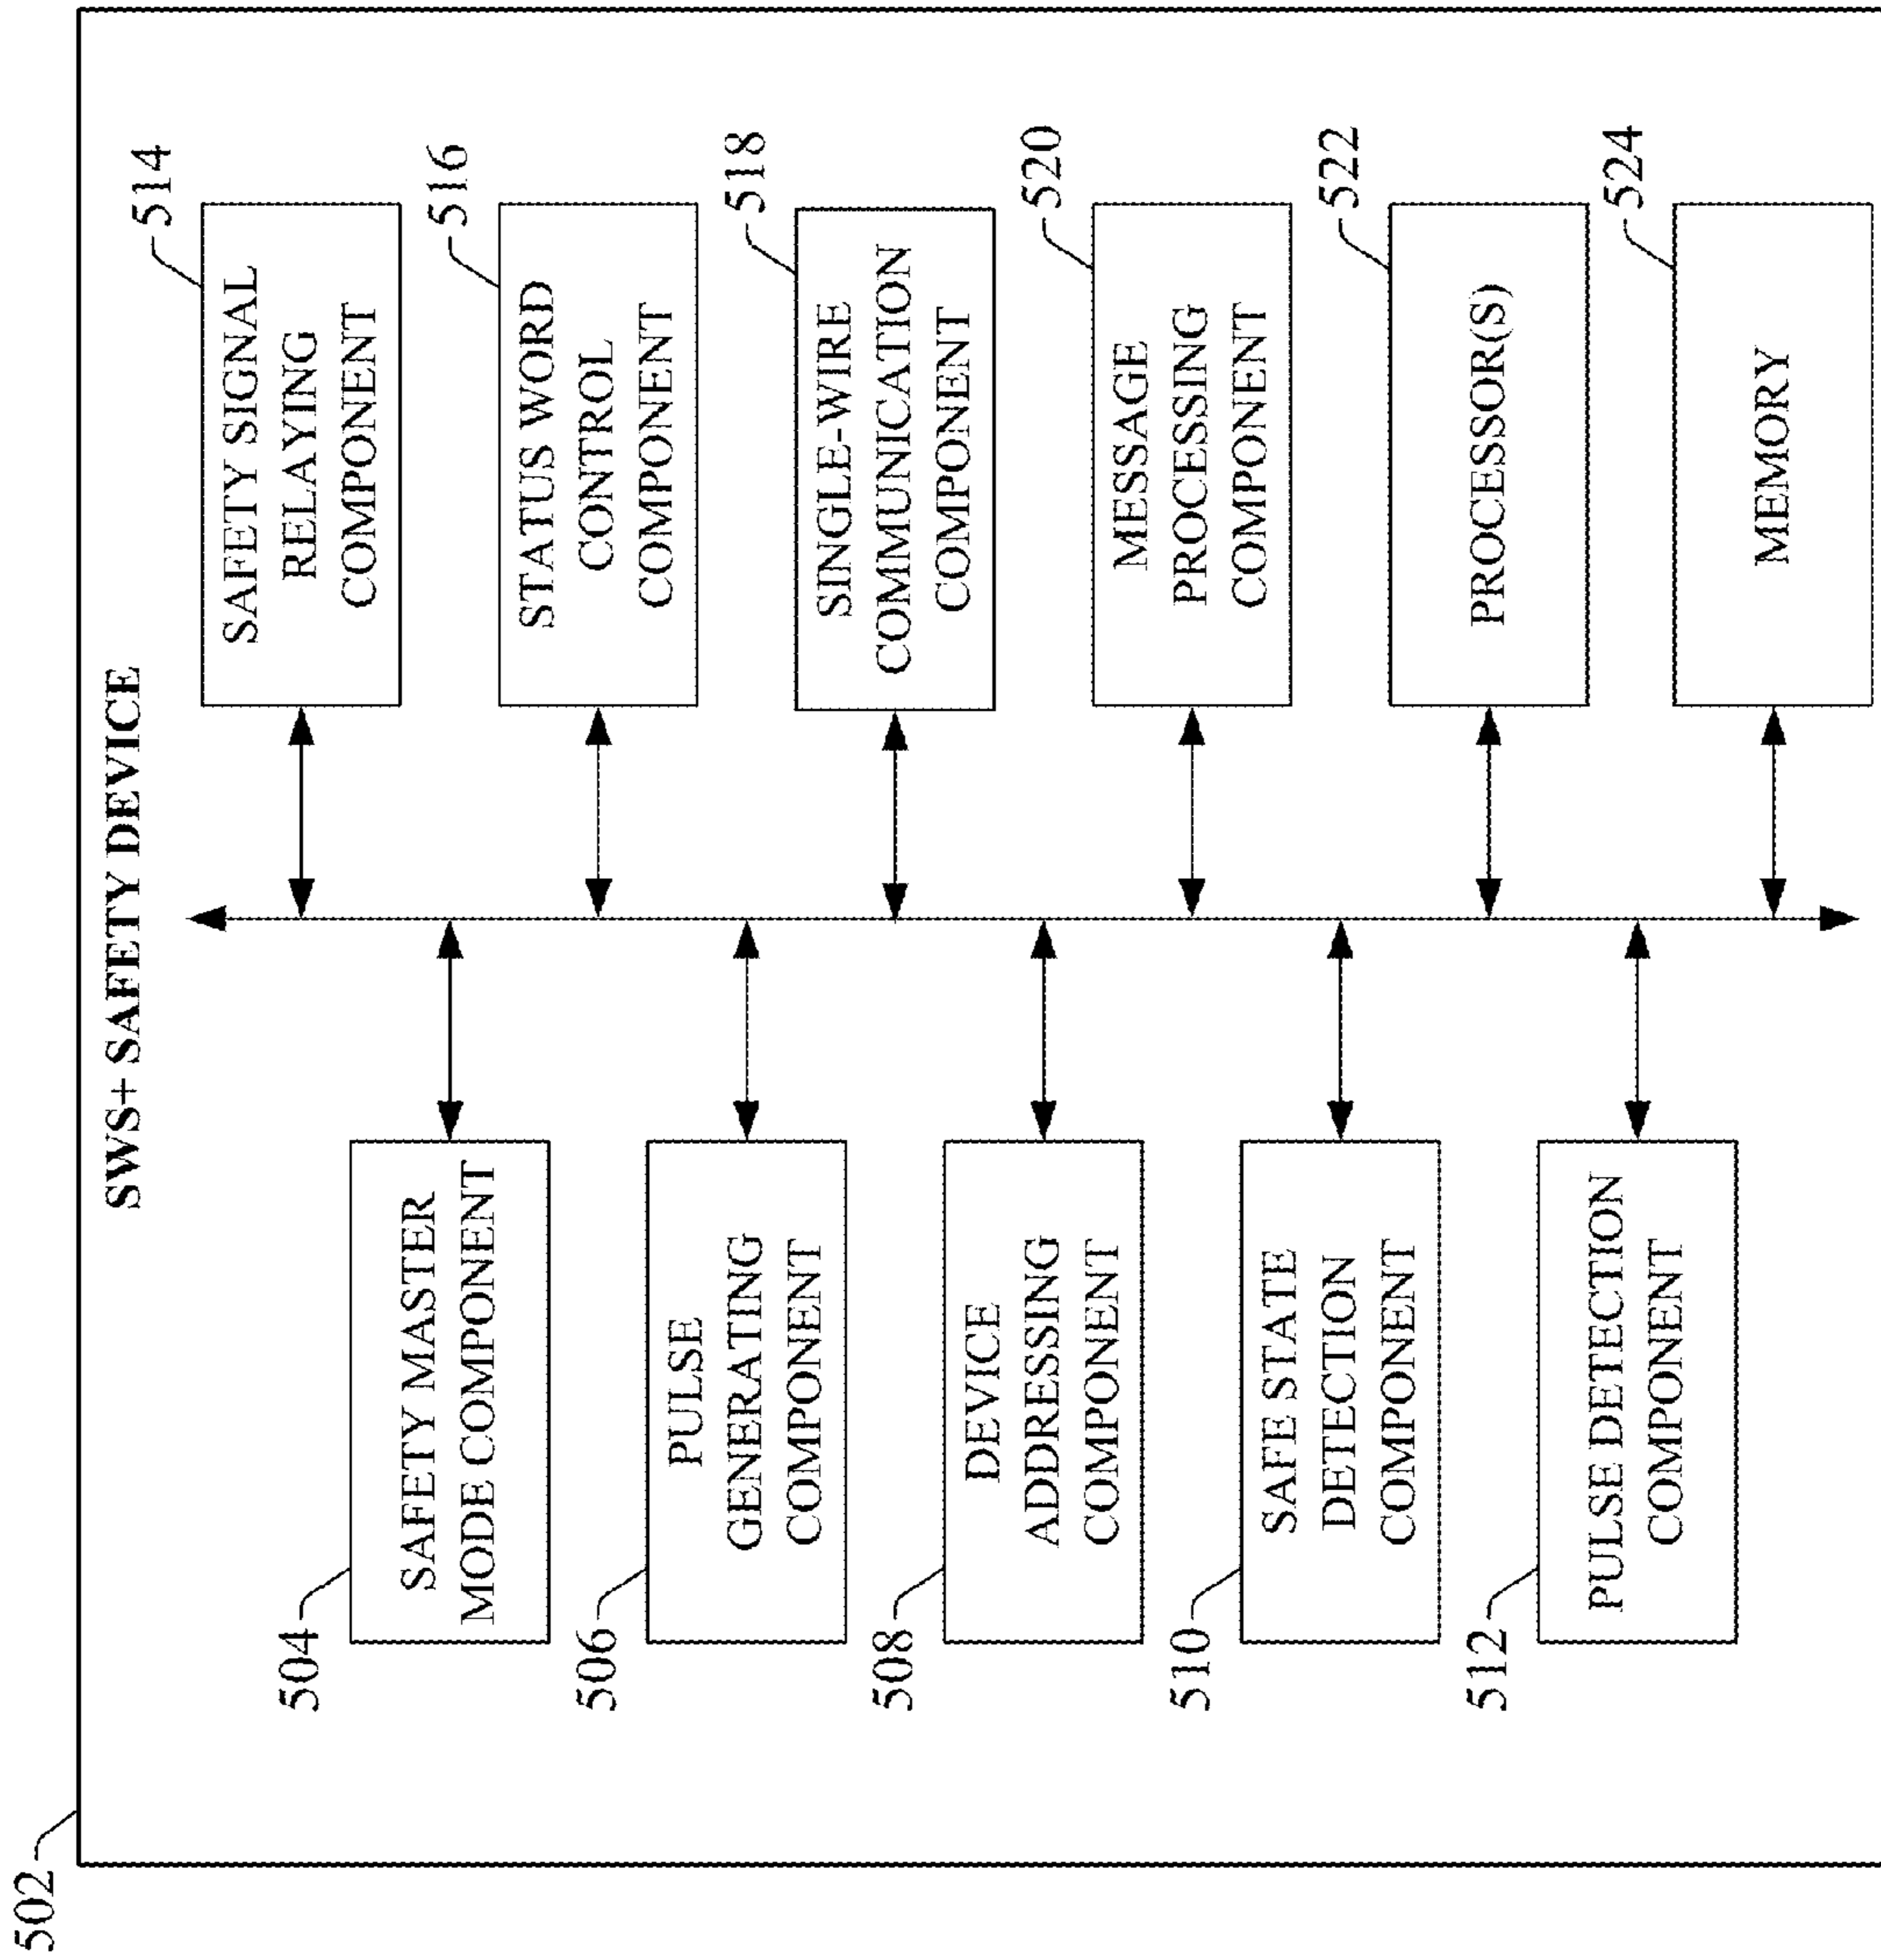 502
SWS+ SAFETY DEVICE
504
SAFETY MASTER
MODE COMPONENT
506
PULSE
GENERATING
COMPONENT
508
DEVICE
ADDRESSING
COMPONENT
510
SAFE STATE
DETECTION
COMPONENT
512
PULSE DETECTION
COMPONENT
514
SAFETY SIGNAL
RELAYING
COMPONENT
516
STATUS WORD
CONTROL
COMPONENT
518
SINGLE-WIRE
COMMUNICATION
COMPONENT
520
MESSAGE
PROCESSING
COMPONENT
522
PROCESSOR(S)
524
MEMORY